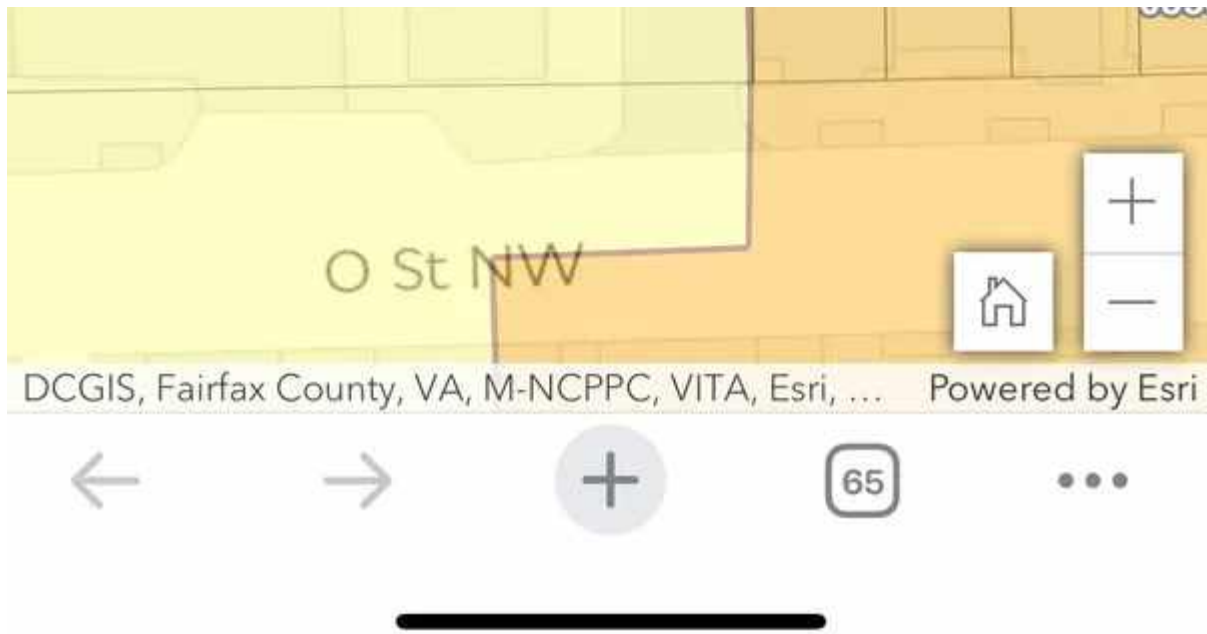 O St NW
DCGIS, Fairfax County, VA, M-NCPPC, VITA, Esri, ... Powered by Esri
65